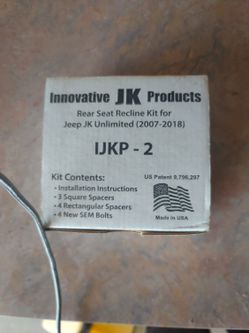 Innovative JK Products
Rear Seat Recline Kit for
Jeep JK Unlimited (2007-2018)
IJKP - 2
Kit Contents:
• Installation Instructions
• 3 Square Spacers
• 4 Rectangular Spacers
• 4 New SEM Bolts
US Patent 9,796,297
Made in USA